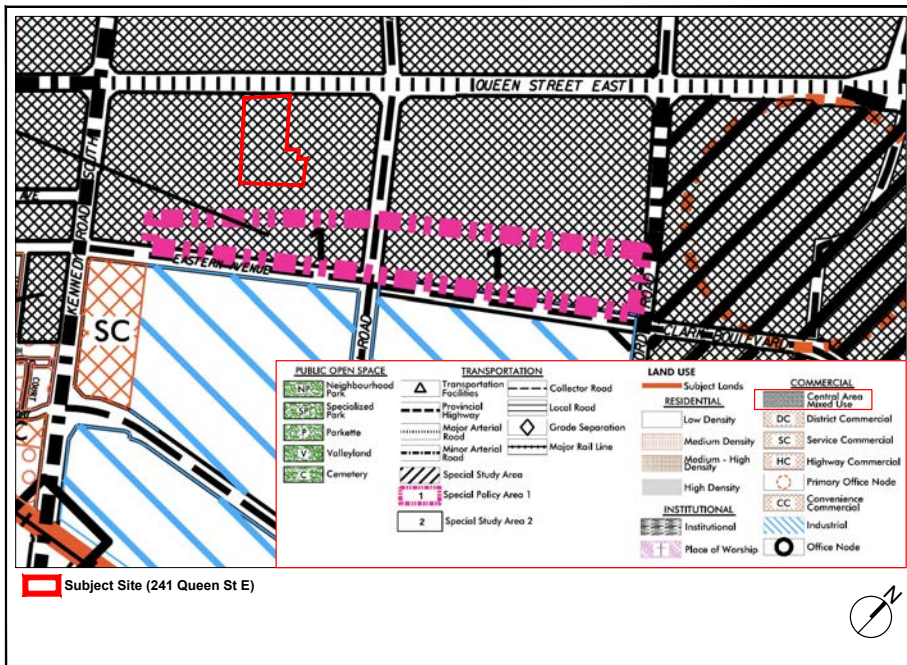 QUEEN STREET EAST
KENNEDY ROAD SOUTH
AVE
1
1
EASTERN AVENUE
ROAD
ROAD
CLARK BOULEVARD
SC
COURT
PUBLIC OPEN SPACE
NP Neighbourhood Park
SP Specialized Park
P Parkette
V Valleyland
C Cemetery
TRANSPORTATION
Transportation Facilities
Provincial Highway
Major Arterial Road
Minor Arterial Road
Special Study Area
1 Special Policy Area 1
2 Special Study Area 2
Collector Road
Local Road
Grade Separation
Major Rail Line
LAND USE
Subject Lands
RESIDENTIAL
Low Density
Medium Density
Medium - High Density
High Density
INSTITUTIONAL
Institutional
Place of Worship
COMMERCIAL
Central Area Mixed Use
DC District Commercial
SC Service Commercial
HC Highway Commercial
Primary Office Node
CC Convenience Commercial
Industrial
Office Node
Subject Site (241 Queen St E)
N